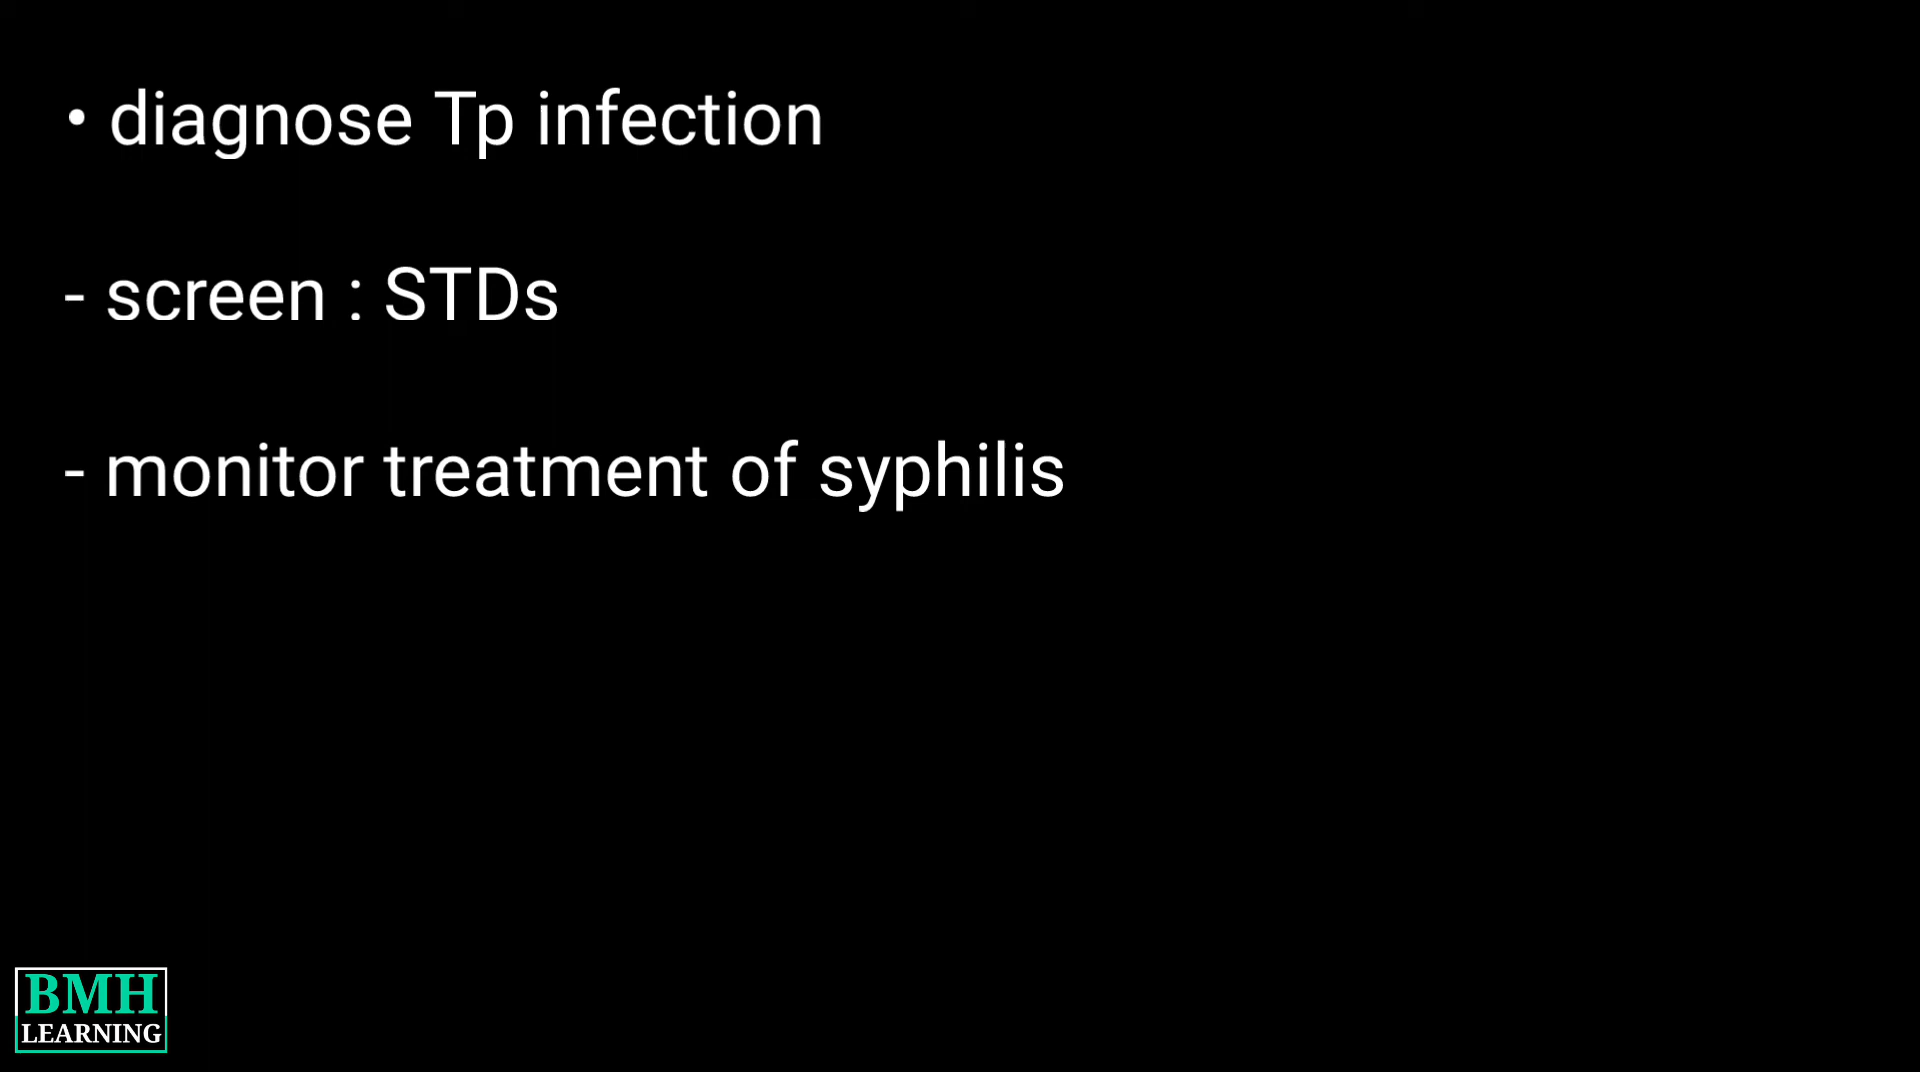 • diagnose Tp infection
- screen : STDs
- monitor treatment of syphilis
BMH
LEARNING